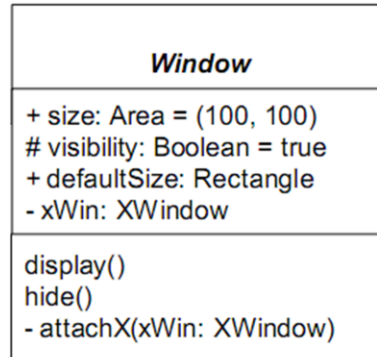 Window
+ size: Area = (100, 100)
# visibility: Boolean = true
+ defaultSize: Rectangle
- xWin: XWindow
display()
hide()
- attachX(xWin: XWindow)